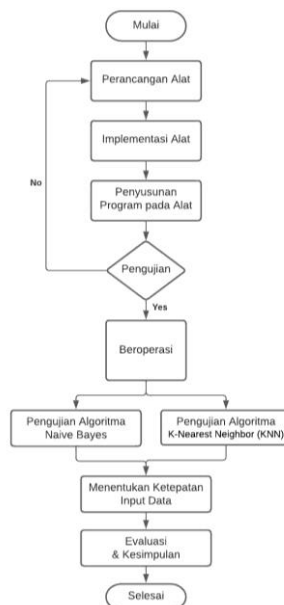 Mulai
Perancangan Alat
Implementasi Alat
No
Penyusunan
Program pada Alat
Pengujian
Yes
Beroperasi
Pengujian Algoritma
Naive Bayes
Pengujian Algoritma
K-Nearest Neighbor (KNN)
Menentukan Ketepatan
Input Data
Evaluasi
& Kesimpulan
Selesai